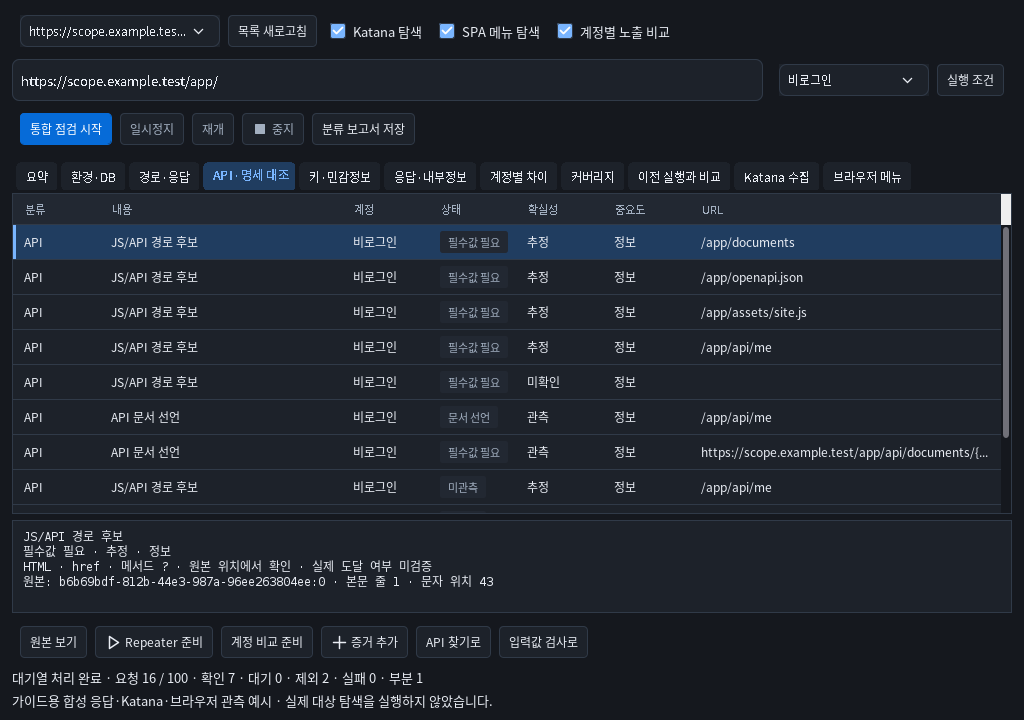 https://scope.example.tes... 목록 새로고침 Katana 탐색 SPA 메뉴 탐색 계정별 노출 비교
https://scope.example.test/app/ 비로그인 실행 조건
통합 점검 시작 일시정지 재개 중지 분류 보고서 저장
요약 환경·DB 경로·응답 API·명세 대조 키·민감정보 응답·내부정보 계정별 차이 커버리지 이전 실행과 비교 Katana 수집 브라우저 메뉴
분류 내용 계정 상태 확실성 중요도 URL
API JS/API 경로 후보 비로그인 필수값 필요 추정 정보 /app/documents
API JS/API 경로 후보 비로그인 필수값 필요 추정 정보 /app/openapi.json
API JS/API 경로 후보 비로그인 필수값 필요 추정 정보 /app/assets/site.js
API JS/API 경로 후보 비로그인 필수값 필요 추정 정보 /app/api/me
API JS/API 경로 후보 비로그인 필수값 필요 미확인 정보
API API 문서 선언 비로그인 문서 선언 관측 정보 /app/api/me
API API 문서 선언 비로그인 필수값 필요 관측 정보 https://scope.example.test/app/api/documents/{...
API JS/API 경로 후보 비로그인 미관측 추정 정보 /app/api/me
JS/API 경로 후보
필수값 필요 · 추정 · 정보
HTML · href · 메서드 ? · 원본 위치에서 확인 · 실제 도달 여부 미검증
원본: b6b69bdf-812b-44e3-987a-96ee263804ee:0 · 본문 줄 1 · 문자 위치 43
원본 보기 Repeater 준비 계정 비교 준비 증거 추가 API 찾기로 입력값 검사로
대기열 처리 완료 · 요청 16 / 100 · 확인 7 · 대기 0 · 제외 2 · 실패 0 · 부분 1
가이드용 합성 응답·Katana·브라우저 관측 예시 · 실제 대상 탐색을 실행하지 않았습니다.